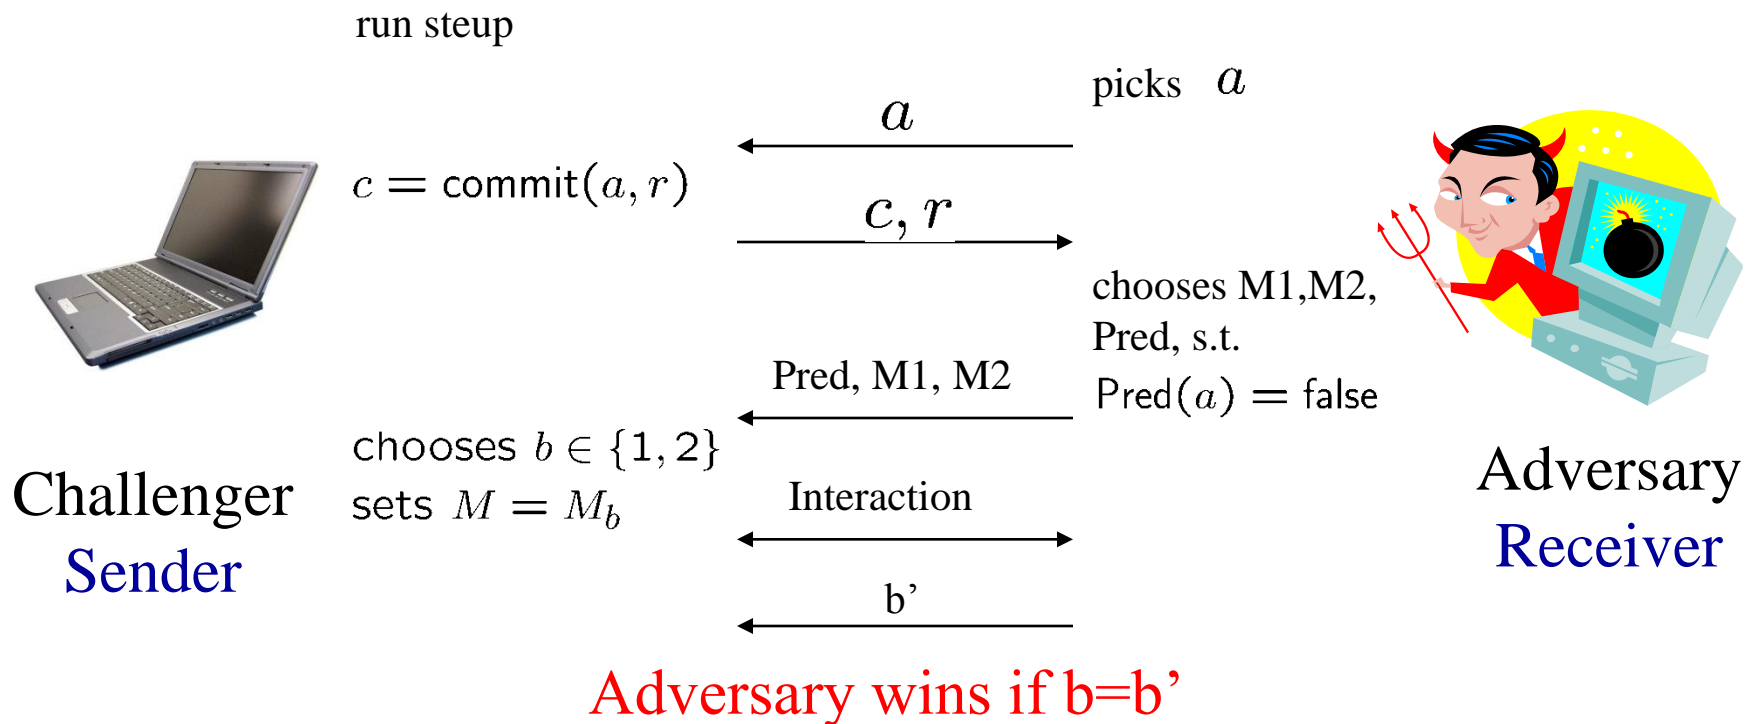 run steup
picks a
a
c = commit(a, r)
c, r
chooses M1,M2,
Pred, s.t.
Pred(a) = false
Pred, M1, M2
chooses b ∈ {1, 2}
sets M = M_b
Interaction
Challenger
Sender
Adversary
Receiver
b’
Adversary wins if b=b’